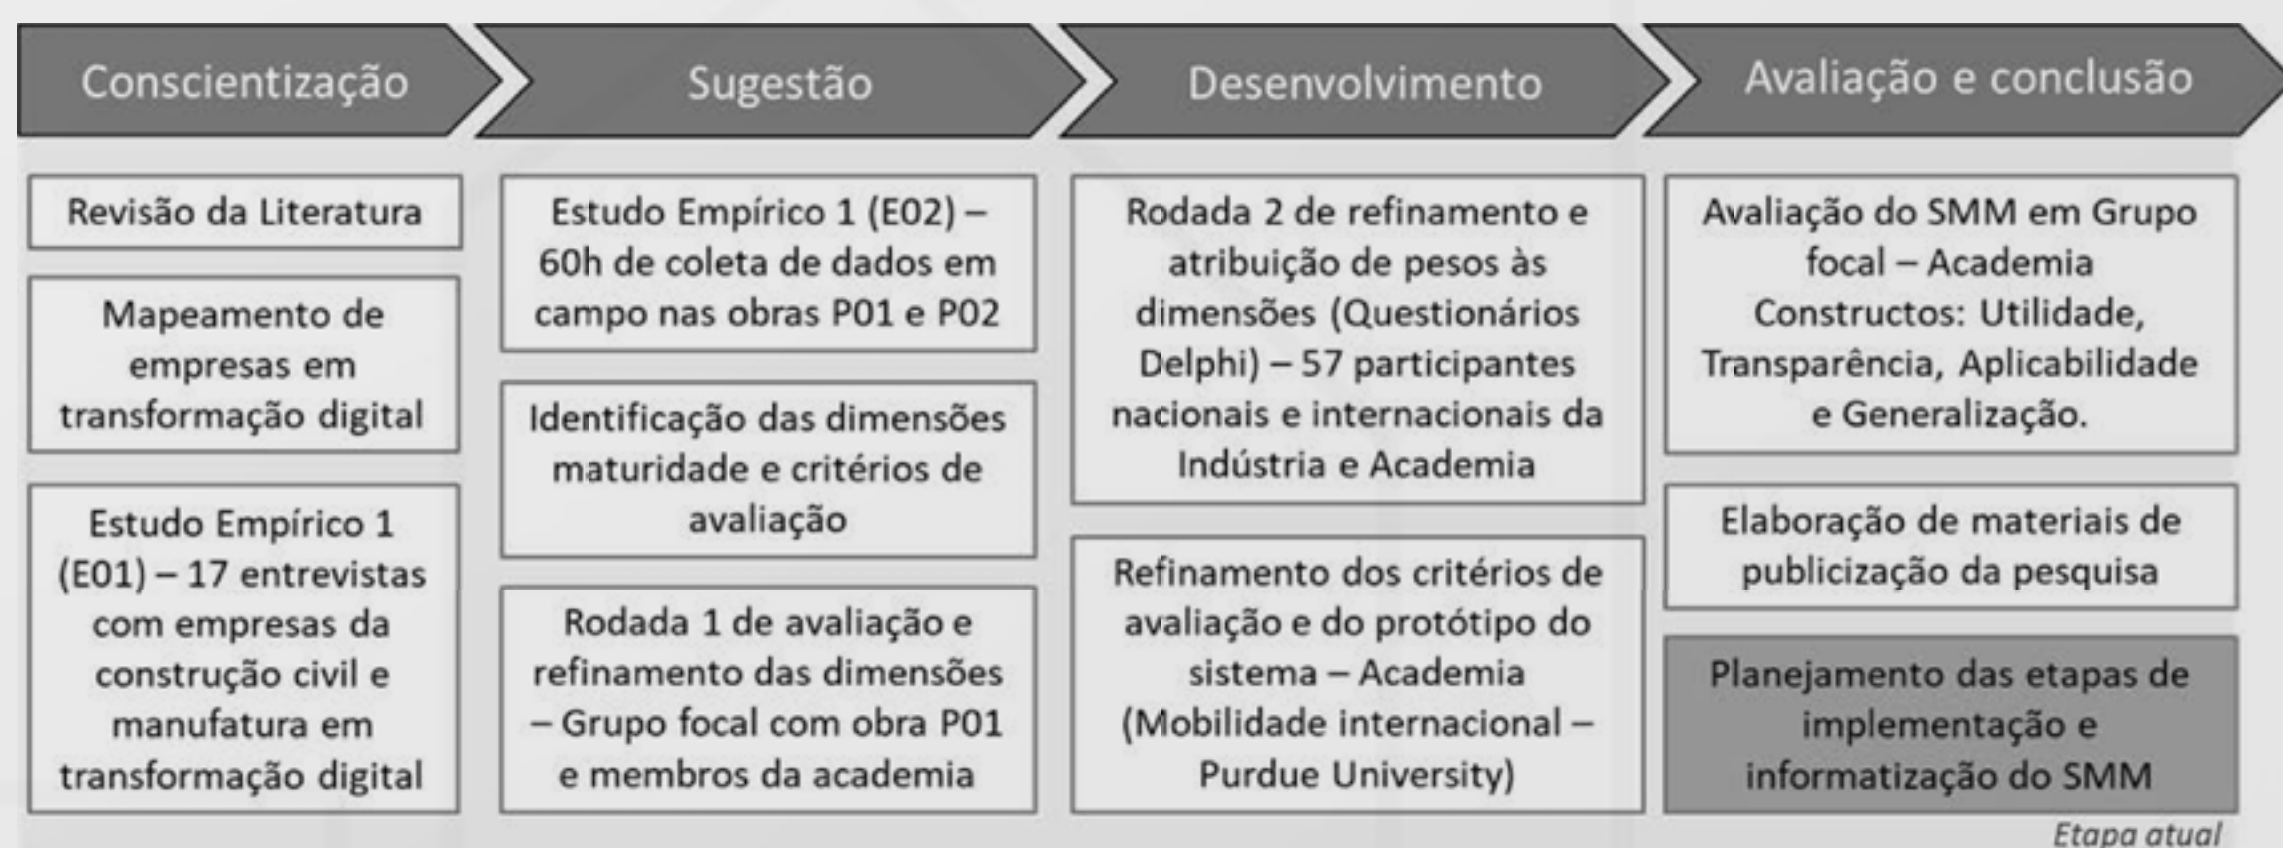 Conscientização
Revisão da Literatura
Mapeamento de
empresas em
transformação digital
Estudo Empírico 1
(E01) – 17 entrevistas
com empresas da
construção civil e
manufatura em
transformação digital
Sugestão
Estudo Empírico 1 (E02) –
60h de coleta de dados em
campo nas obras P01 e P02
Identificação das dimensões
maturidade e critérios de
avaliação
Rodada 1 de avaliação e
refinamento das dimensões
– Grupo focal com obra P01
e membros da academia
Desenvolvimento
Rodada 2 de refinamento e
atribuição de pesos às
dimensões (Questionários
Delphi) – 57 participantes
nacionais e internacionais da
Indústria e Academia
Refinamento dos critérios de
avaliação e do protótipo do
sistema – Academia
(Mobilidade internacional –
Purdue University)
Avaliação e conclusão
Avaliação do SMM em Grupo
focal – Academia
Constructos: Utilidade,
Transparência, Aplicabilidade
e Generalização.
Elaboração de materiais de
publicização da pesquisa
Planejamento das etapas de
implementação e
informatização do SMM
Etapa atual